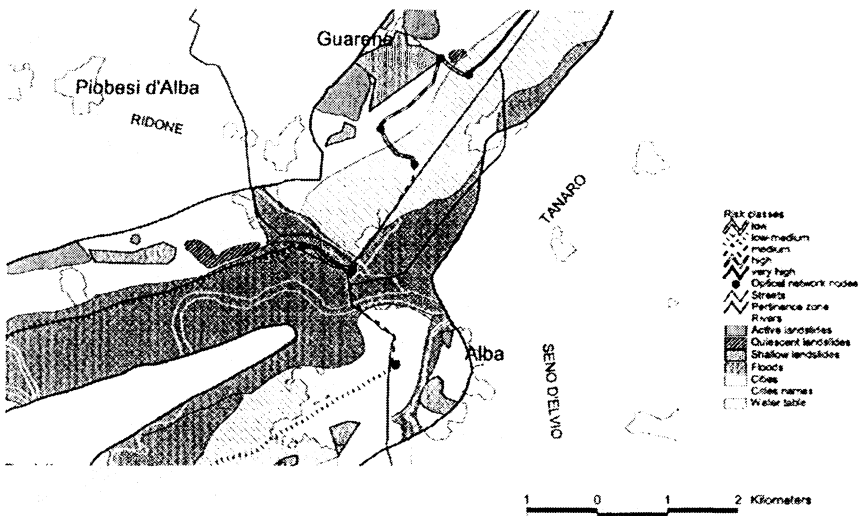 Guarene
Piobesi d'Alba
RIDONE
TANARO
Alba
SENO D'ELVIO
Risk classes
low
low-medium
medium
high
very high
Optical network nodes
Streets
Pertinence zone
Rivers
Active landslides
Quiescent landslides
Shallow landslides
Floods
Cities
Cities names
Water table
1 0 1 2 Kilometers